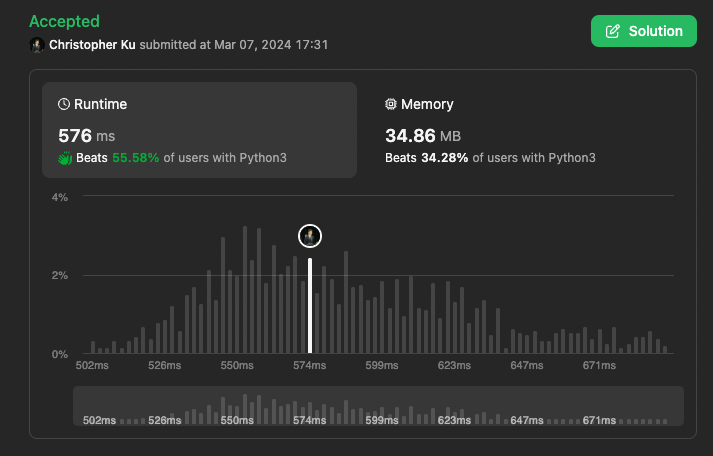 Accepted
Christopher Ku submitted at Mar 07, 2024 17:31
Solution
Runtime
576 ms
Beats 55.58% of users with Python3
Memory
34.86 MB
Beats 34.28% of users with Python3
4%
2%
0%
502ms 526ms 550ms 574ms 599ms 623ms 647ms 671ms
502ms 526ms 550ms 574ms 599ms 623ms 647ms 671ms